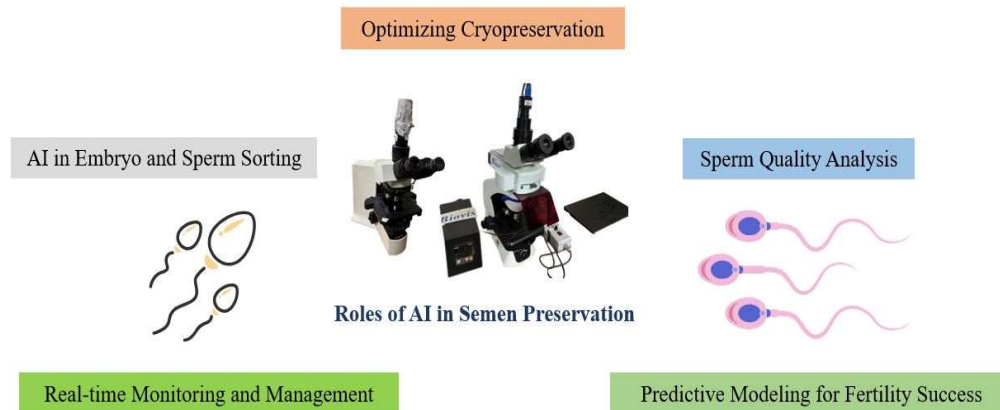 Optimizing Cryopreservation
AI in Embryo and Sperm Sorting
Sperm Quality Analysis
Biovis
Roles of AI in Semen Preservation
Real-time Monitoring and Management
Predictive Modeling for Fertility Success